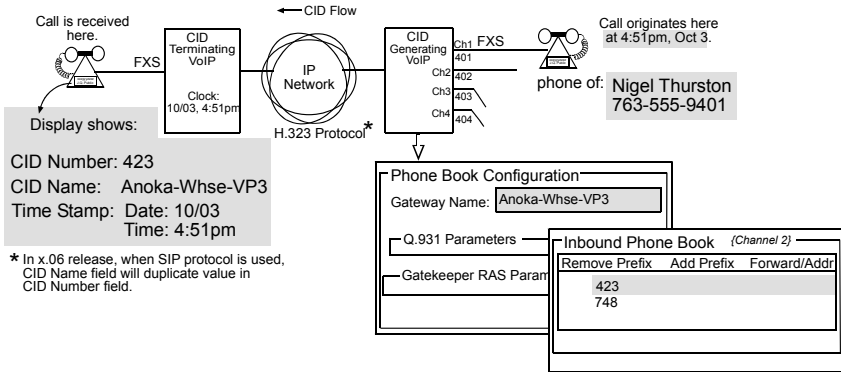 CID Flow
Call is received
here.
FXS
CID
Terminating
VoIP
Clock:
10/03, 4:51pm
IP
Network
H.323 Protocol*
CID
Generating
VoIP
Ch1 FXS
401
Ch2
402
Ch3
403
Ch4
404
Call originates here
at 4:51pm, Oct 3.
phone of:
Nigel Thurston
763-555-9401
Display shows:
CID Number: 423
CID Name: Anoka-Whse-VP3
Time Stamp: Date: 10/03
Time: 4:51pm
* In x.06 release, when SIP protocol is used,
CID Name field will duplicate value in
CID Number field.
Phone Book Configuration
Gateway Name: Anoka-Whse-VP3
Q.931 Parameters
Gatekeeper RAS Param
Inbound Phone Book {Channel 2}
Remove Prefix Add Prefix Forward/Addr
423
748